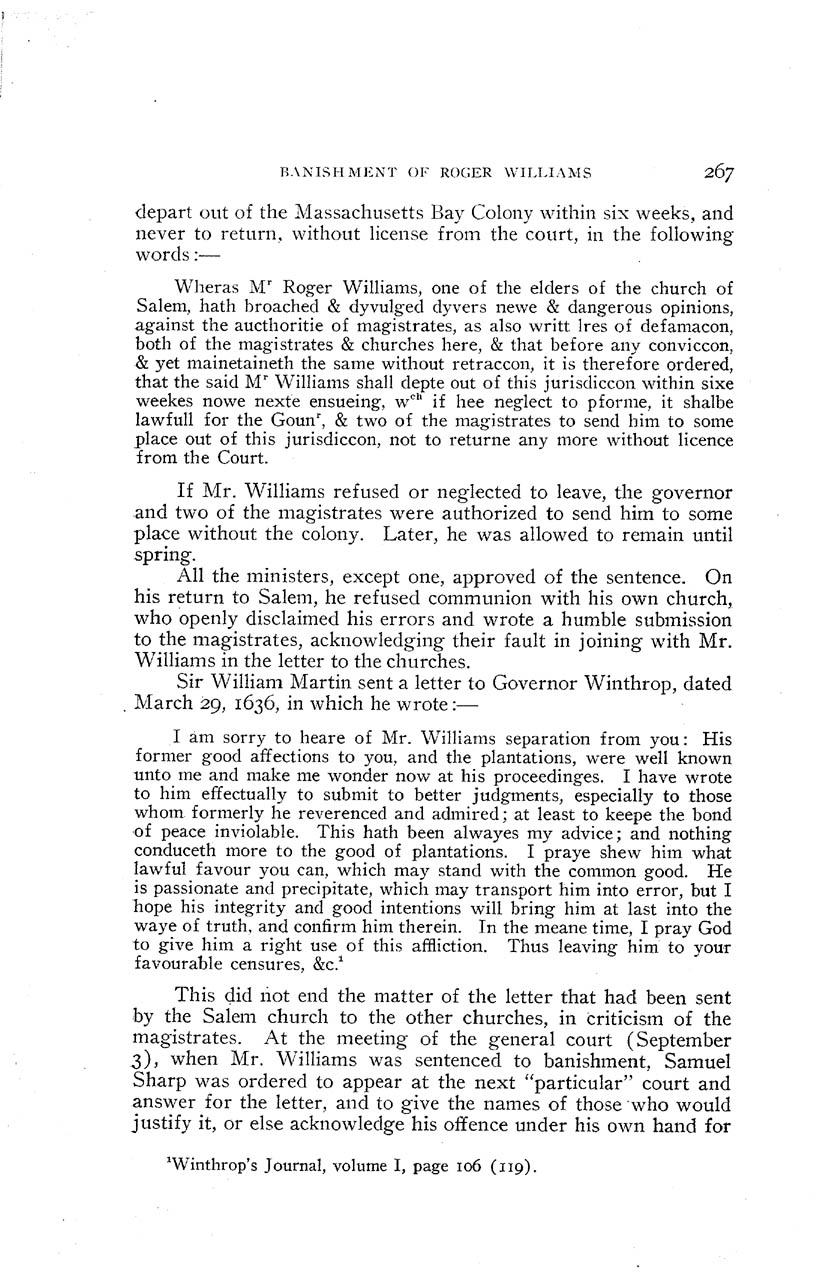 BANISHMENT OF ROGER WILLIAMS 267
depart out of the Massachusetts Bay Colony within six weeks, and
never to return, without license from the court, in the following
words :—
Wheras Mʳ Roger Williams, one of the elders of the church of
Salem, hath broached & dyvulged dyvers newe & dangerous opinions,
against the aucthoritie of magistrates, as also writt lres of defamacon,
both of the magistrates & churches here, & that before any conviccon,
& yet mainetaineth the same without retraccon, it is therefore ordered,
that the said Mʳ Williams shall depte out of this jurisdiccon within sixe
weekes nowe nexte ensueing, wᶜʰ if hee neglect to pforme, it shalbe
lawfull for the Gounʳ, & two of the magistrates to send him to some
place out of this jurisdiccon, not to returne any more without licence
from the Court.
If Mr. Williams refused or neglected to leave, the governor
and two of the magistrates were authorized to send him to some
place without the colony. Later, he was allowed to remain until
spring.
All the ministers, except one, approved of the sentence. On
his return to Salem, he refused communion with his own church,
who openly disclaimed his errors and wrote a humble submission
to the magistrates, acknowledging their fault in joining with Mr.
Williams in the letter to the churches.
Sir William Martin sent a letter to Governor Winthrop, dated
March 29, 1636, in which he wrote :—
I am sorry to heare of Mr. Williams separation from you: His
former good affections to you, and the plantations, were well known
unto me and make me wonder now at his proceedinges. I have wrote
to him effectually to submit to better judgments, especially to those
whom formerly he reverenced and admired; at least to keepe the bond
of peace inviolable. This hath been alwayes my advice; and nothing
conduceth more to the good of plantations. I praye shew him what
lawful favour you can, which may stand with the common good. He
is passionate and precipitate, which may transport him into error, but I
hope his integrity and good intentions will bring him at last into the
waye of truth, and confirm him therein. In the meane time, I pray God
to give him a right use of this affliction. Thus leaving him to your
favourable censures, &c.¹
This did not end the matter of the letter that had been sent
by the Salem church to the other churches, in criticism of the
magistrates. At the meeting of the general court (September
3), when Mr. Williams was sentenced to banishment, Samuel
Sharp was ordered to appear at the next "particular" court and
answer for the letter, and to give the names of those who would
justify it, or else acknowledge his offence under his own hand for
¹Winthrop's Journal, volume I, page 106 (119).